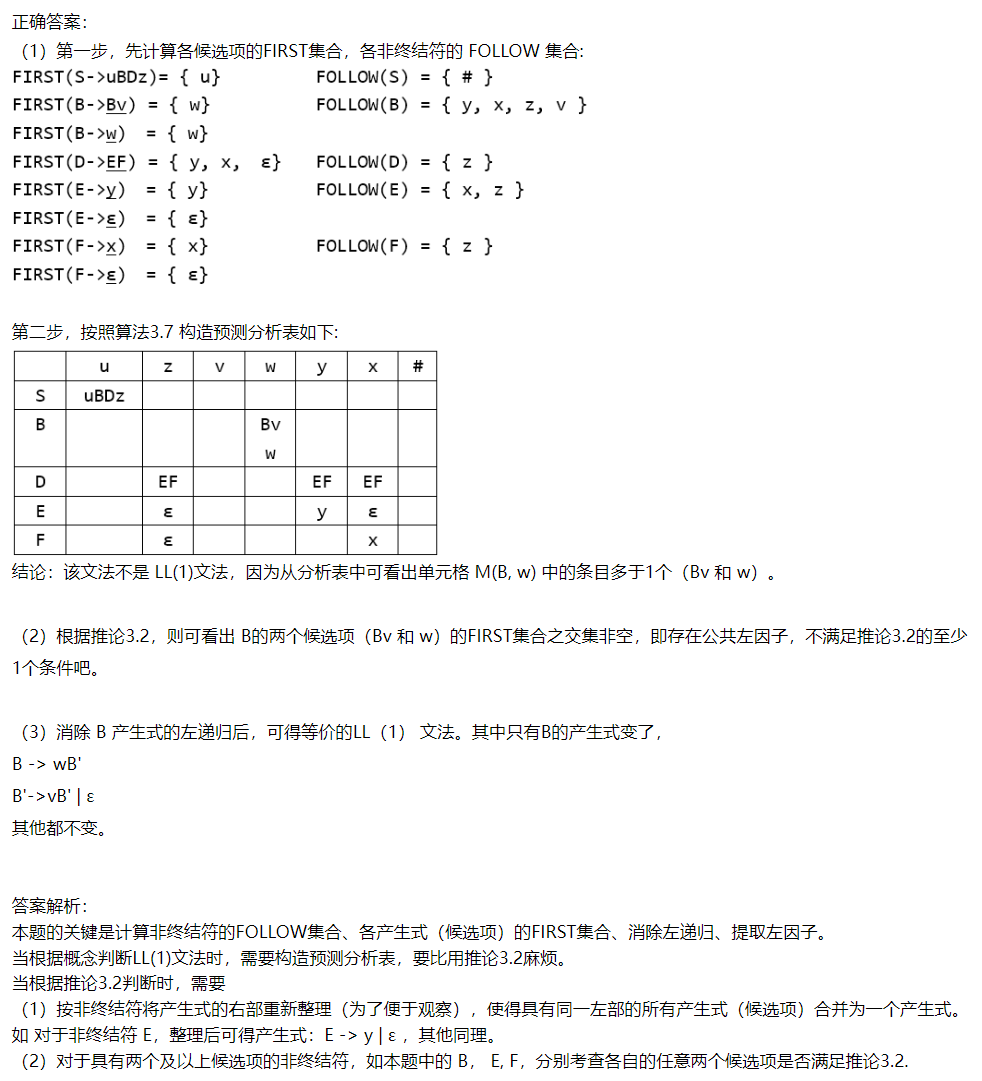 正确答案：
（1）第一步，先计算各候选项的FIRST集合，各非终结符的 FOLLOW 集合：
FIRST(S->uBDz)= { u} FOLLOW(S) = { # }
FIRST(B->Bv) = { w} FOLLOW(B) = { y, x, z, v }
FIRST(B->w) = { w}
FIRST(D->EF) = { y, x, ε} FOLLOW(D) = { z }
FIRST(E->y) = { y} FOLLOW(E) = { x, z }
FIRST(E->ε) = { ε}
FIRST(F->x) = { x} FOLLOW(F) = { z }
FIRST(F->ε) = { ε}
第二步，按照算法3.7 构造预测分析表如下：
u z v w y x #
S uBDz
B Bv
w
D EF EF EF
E ε y ε
F ε x
结论：该文法不是 LL(1)文法，因为从分析表中可看出单元格 M(B, w) 中的条目多于1个（Bv 和 w）。
（2）根据推论3.2，则可看出 B的两个候选项（Bv 和 w）的FIRST集合之交集非空，即存在公共左因子，不满足推论3.2的至少
1个条件吧。
（3）消除 B 产生式的左递归后，可得等价的LL（1） 文法。其中只有B的产生式变了，
B -> wB'
B'->vB' | ε
其他都不变。
答案解析：
本题的关键是计算非终结符的FOLLOW集合、各产生式（候选项）的FIRST集合、消除左递归、提取左因子。
当根据概念判断LL(1)文法时，需要构造预测分析表，要比用推论3.2麻烦。
当根据推论3.2判断时，需要
（1）按非终结符将产生式的右部重新整理（为了便于观察），使得具有同一左部的所有产生式（候选项）合并为一个产生式。
如 对于非终结符 E，整理后可得产生式：E -> y | ε ，其他同理。
（2）对于具有两个及以上候选项的非终结符，如本题中的 B， E, F，分别考查各自的任意两个候选项是否满足推论3.2.